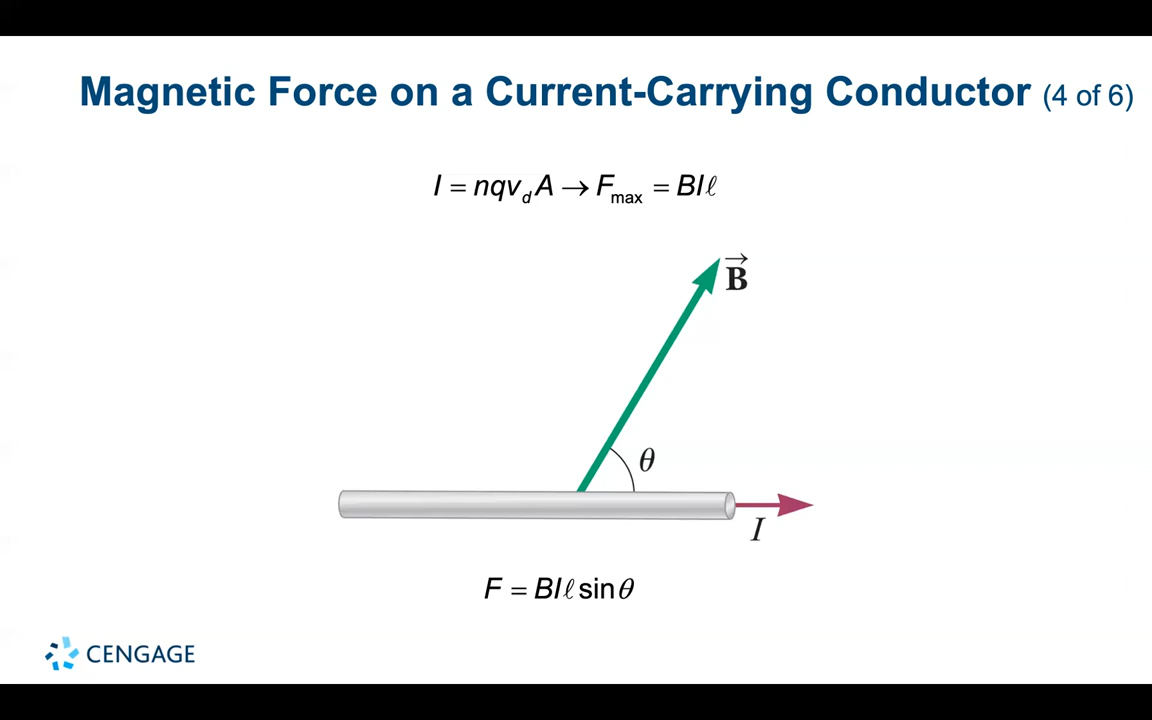 Magnetic Force on a Current-Carrying Conductor (4 of 6)
I = nqv_d A → F_max = BIℓ
B⃗
θ
I
F = BIℓ sin θ
CENGAGE